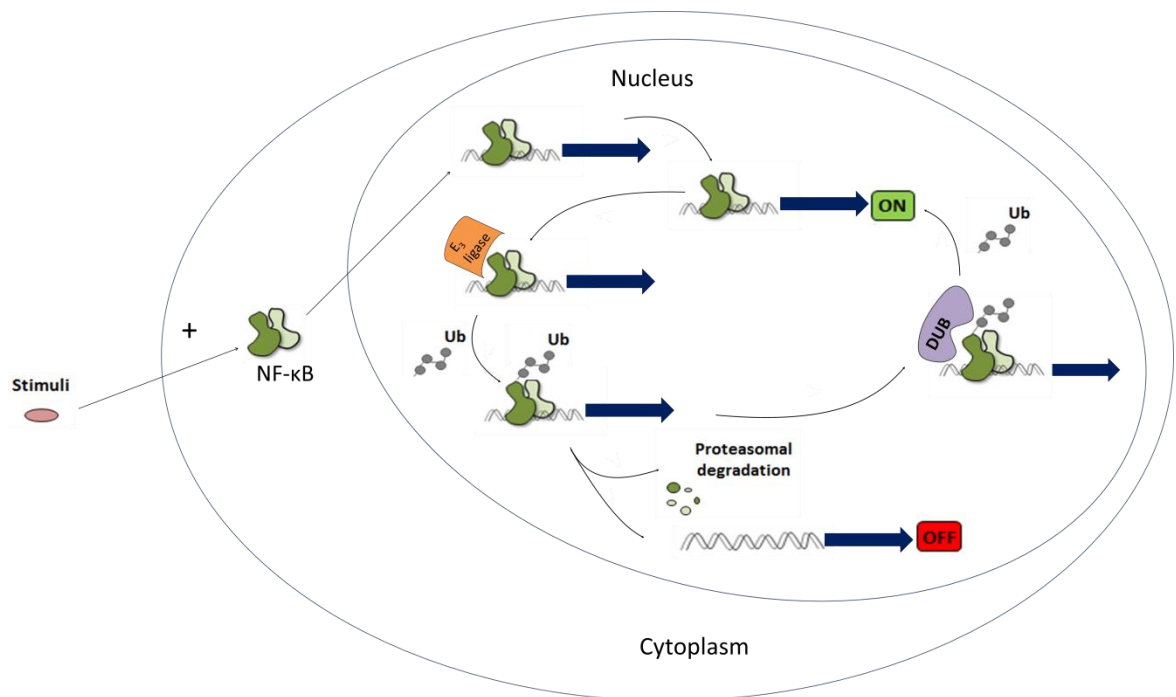 Nucleus
ON
Ub
E3
ligase
DUB
+
NF-κB
Ub
Ub
Stimuli
Proteasomal
degradation
OFF
Cytoplasm